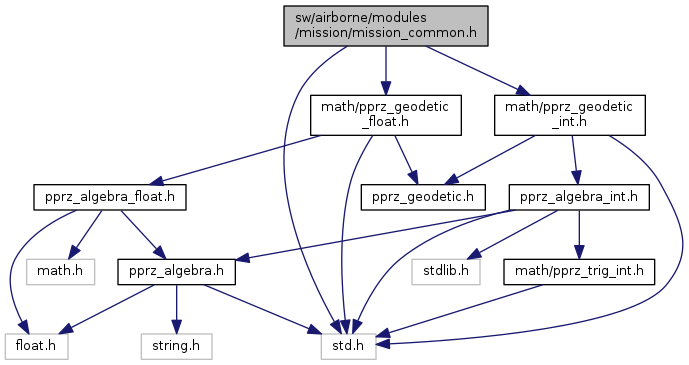 sw/airborne/modules
/mission/mission_common.h
math/pprz_geodetic
_float.h
math/pprz_geodetic
_int.h
pprz_algebra_float.h
pprz_geodetic.h
pprz_algebra_int.h
math.h
pprz_algebra.h
stdlib.h
math/pprz_trig_int.h
float.h
string.h
std.h